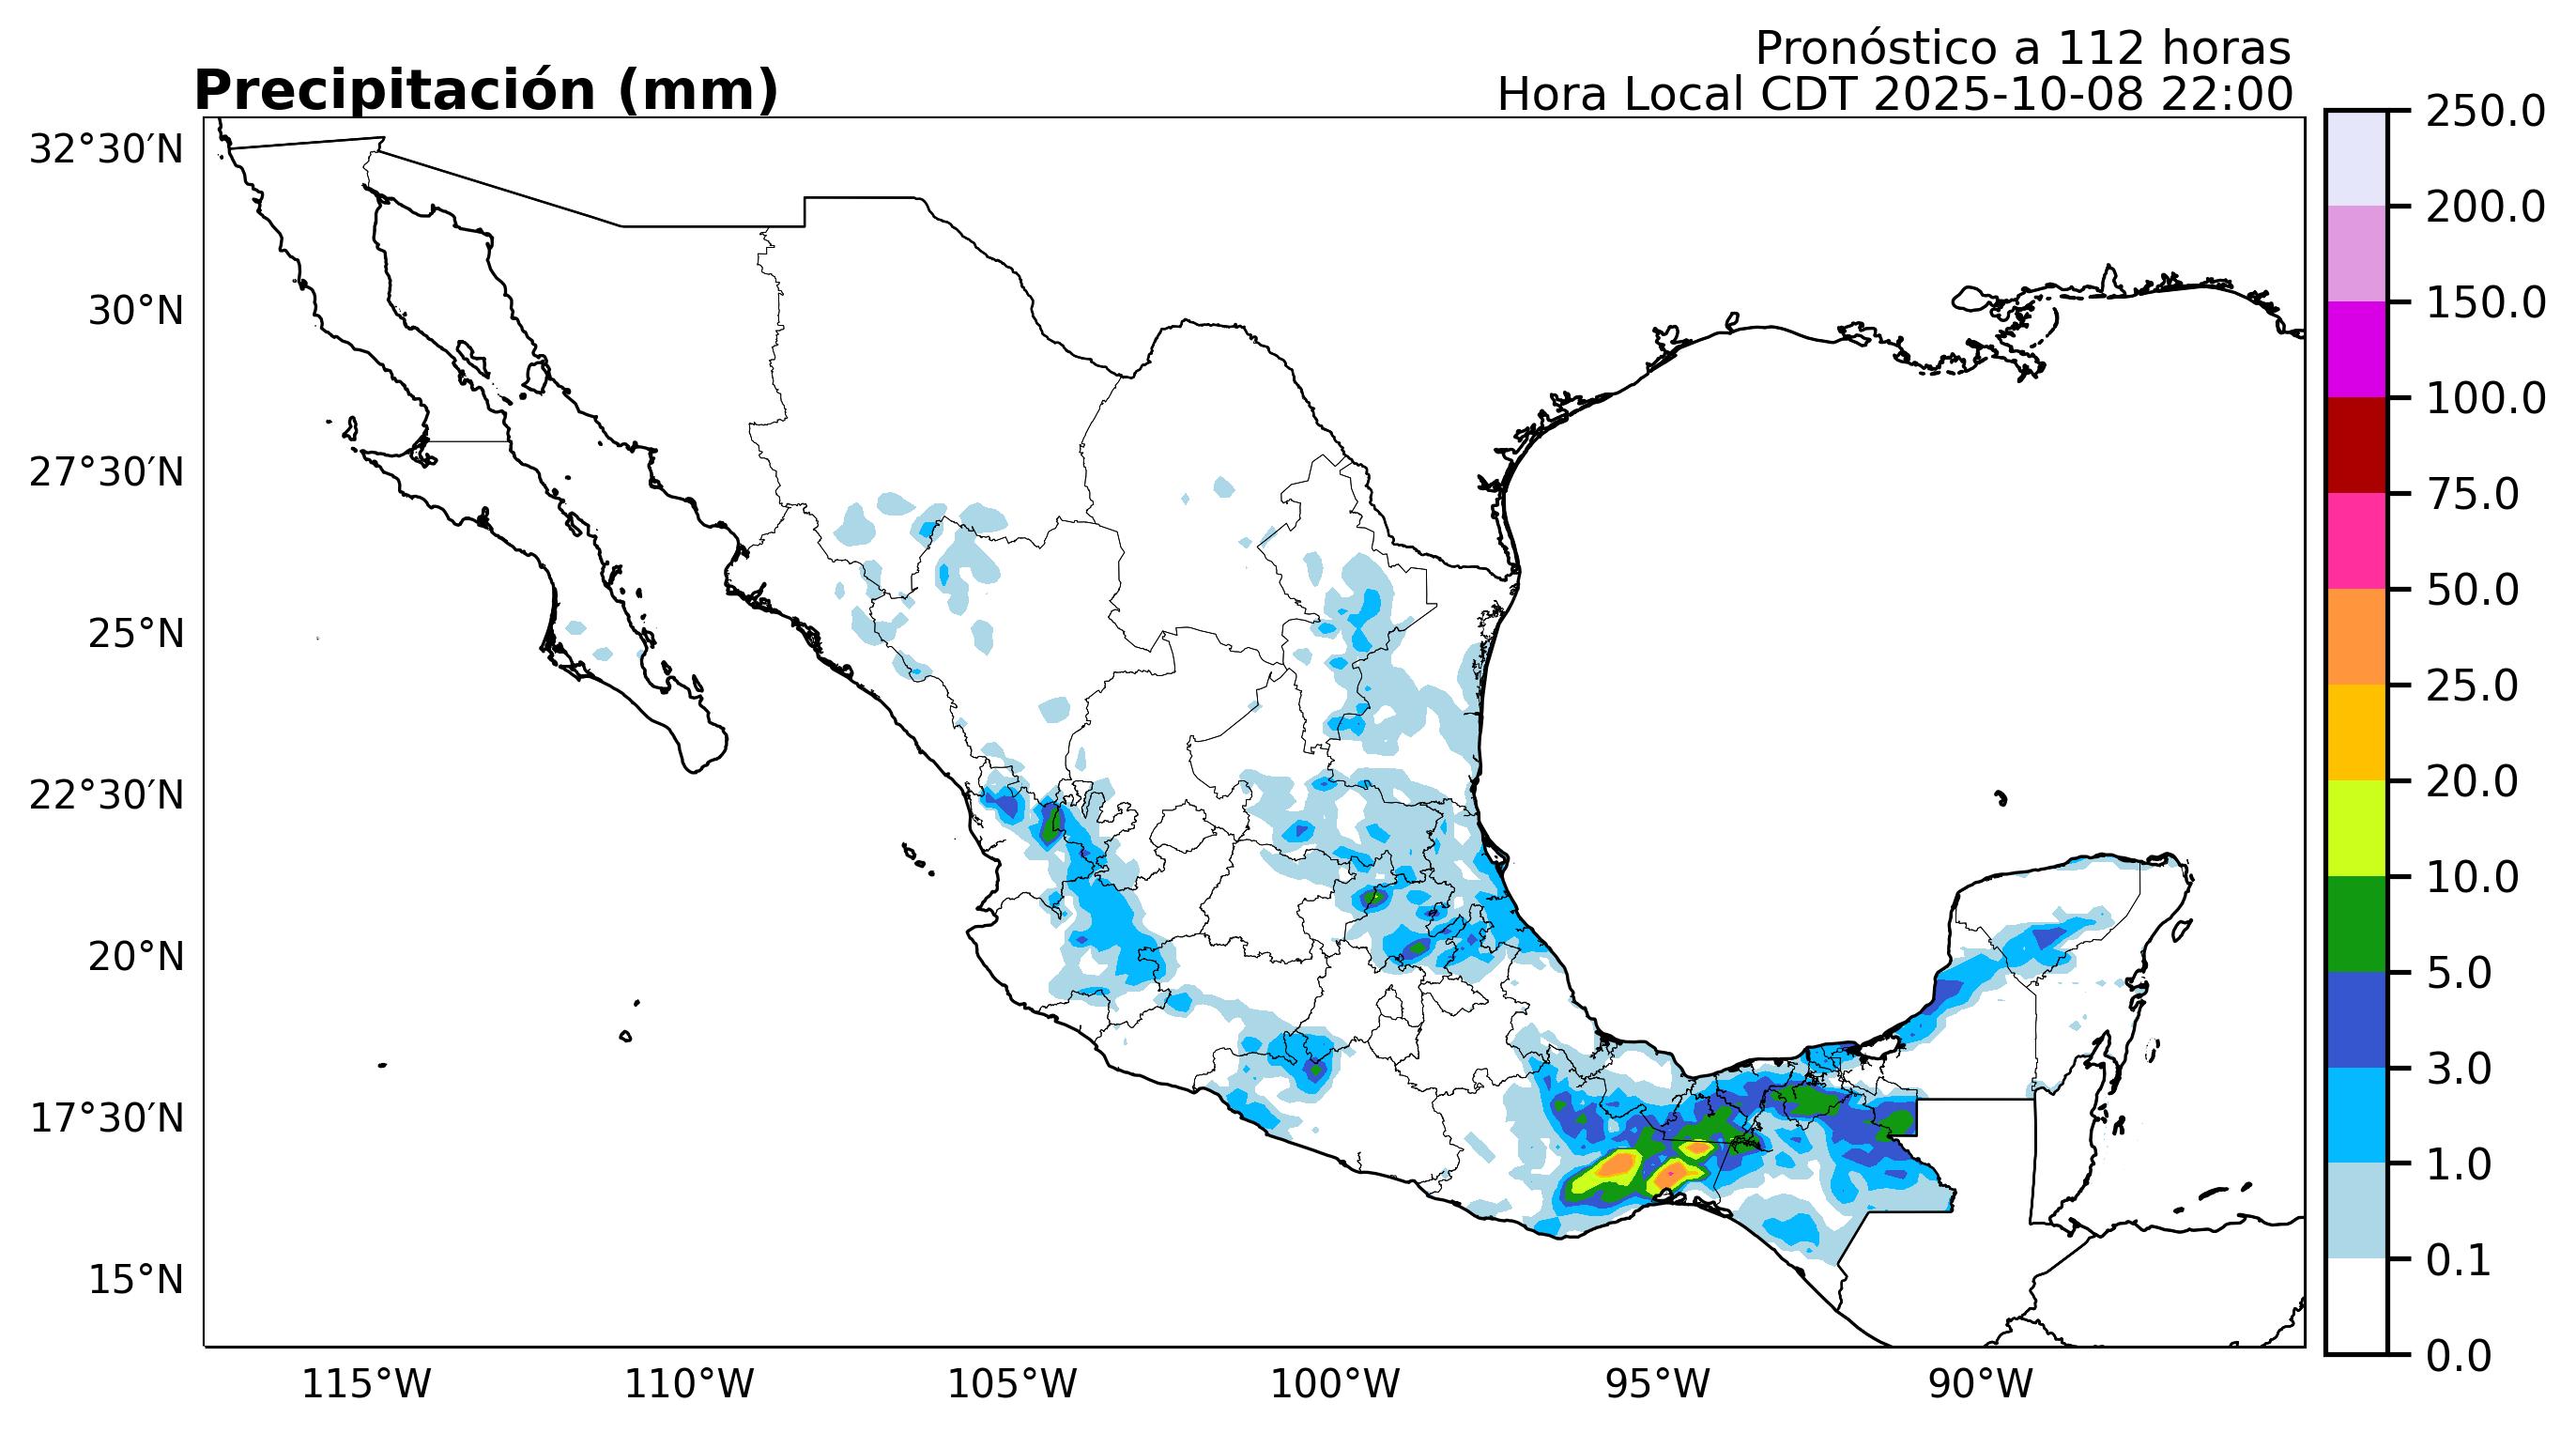 Pronóstico a 112 horas
Precipitación (mm)
Hora Local CDT 2025-10-08 22:00
32°30′N
30°N
27°30′N
25°N
22°30′N
20°N
17°30′N
15°N
115°W
110°W
105°W
100°W
95°W
90°W
250.0
200.0
150.0
100.0
75.0
50.0
25.0
20.0
10.0
5.0
3.0
1.0
0.1
0.0